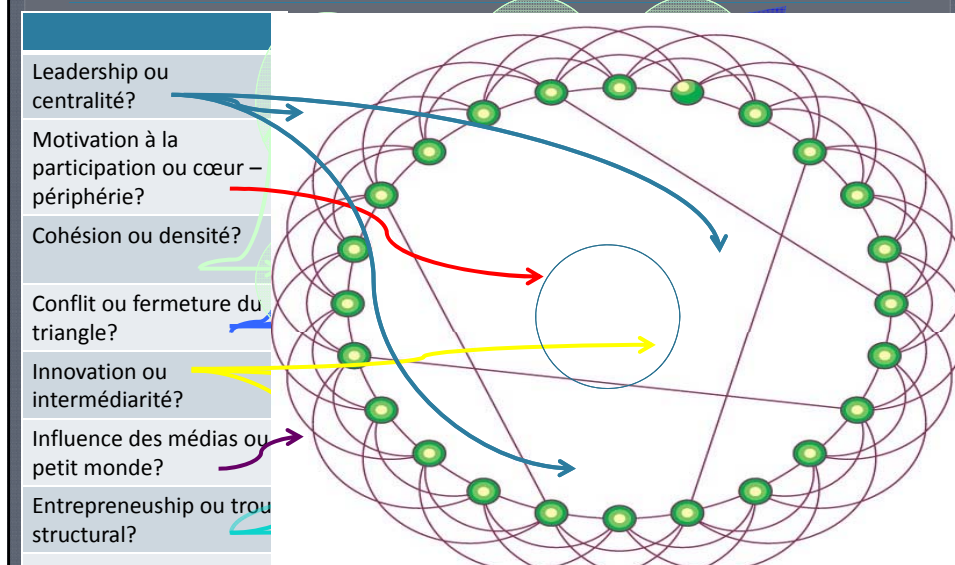 Leadership ou
centralité?
Motivation à la
participation ou cœur –
périphérie?
Cohésion ou densité?
Conflit ou fermeture du
triangle?
Innovation ou
intermédiarité?
Influence des médias ou
petit monde?
Entrepreneuship ou trou
structural?